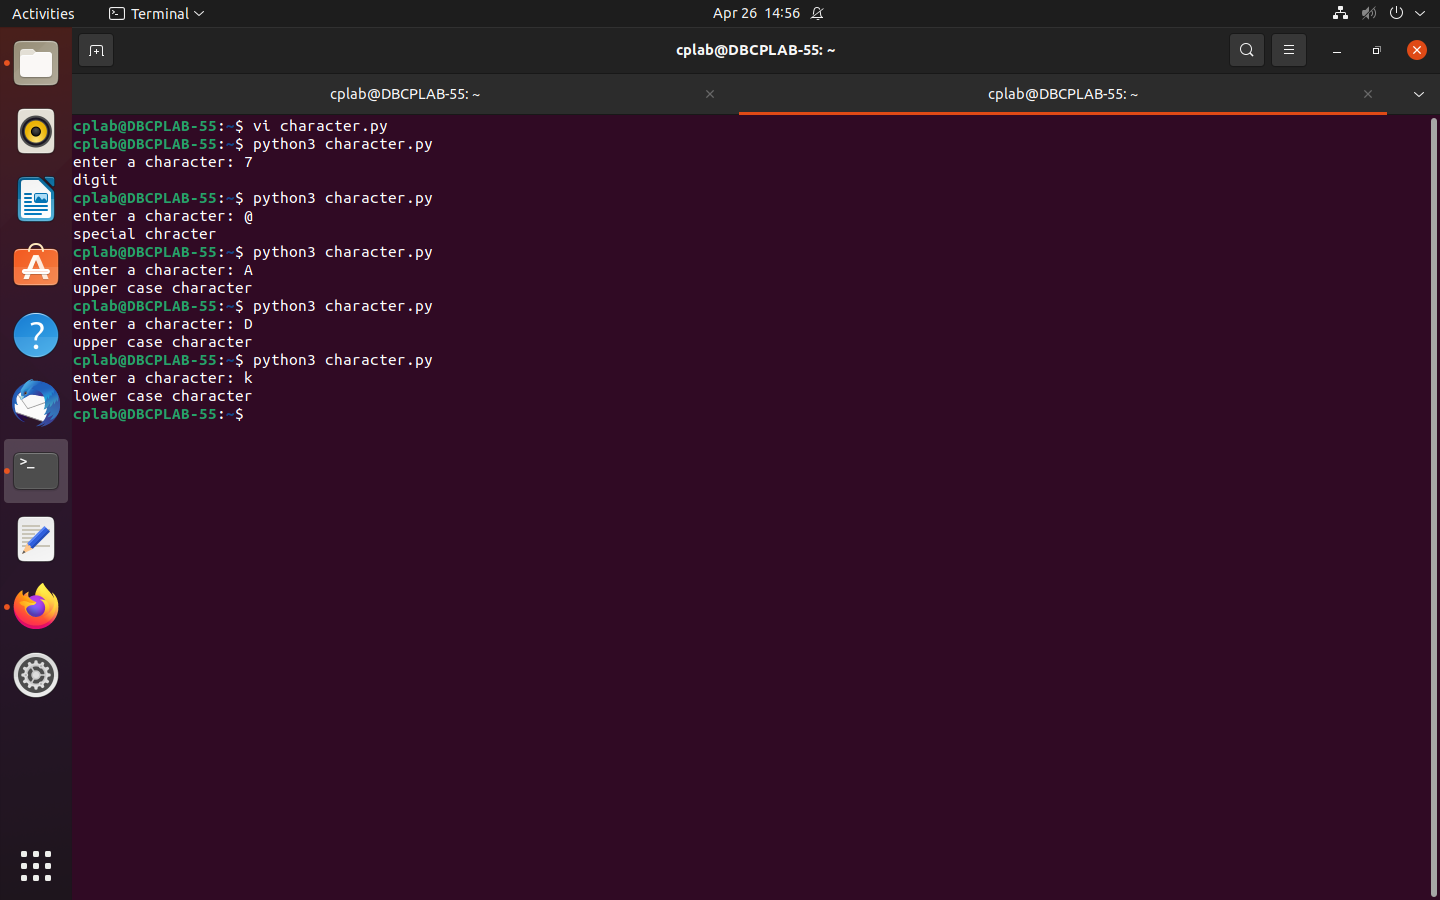 Activities
Terminal
Apr 26 14:56
cplab@DBCPLAB-55: ~
cplab@DBCPLAB-55: ~
cplab@DBCPLAB-55: ~
cplab@DBCPLAB-55:~$ vi character.py
cplab@DBCPLAB-55:~$ python3 character.py
enter a character: 7
digit
cplab@DBCPLAB-55:~$ python3 character.py
enter a character: @
special chracter
cplab@DBCPLAB-55:~$ python3 character.py
enter a character: A
upper case character
cplab@DBCPLAB-55:~$ python3 character.py
enter a character: D
upper case character
cplab@DBCPLAB-55:~$ python3 character.py
enter a character: k
lower case character
cplab@DBCPLAB-55:~$